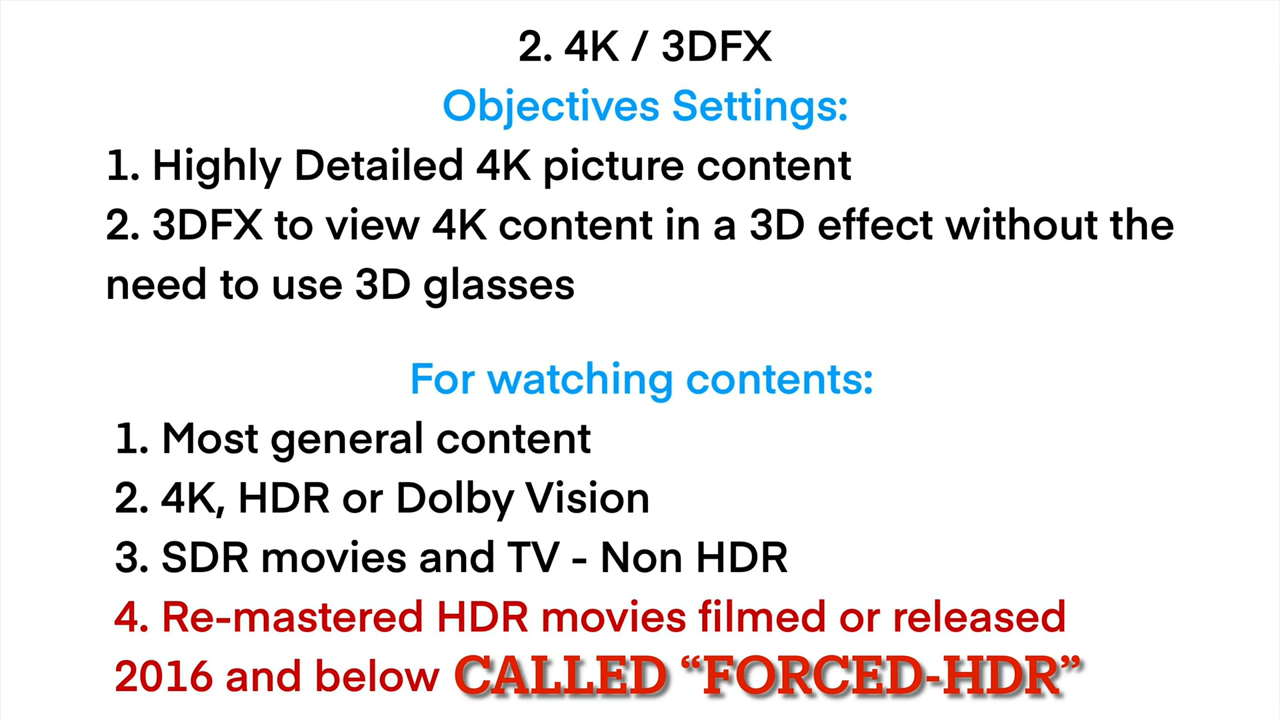 2. 4K / 3DFX
Objectives Settings:
1. Highly Detailed 4K picture content
2. 3DFX to view 4K content in a 3D effect without the
need to use 3D glasses
For watching contents:
1. Most general content
2. 4K, HDR or Dolby Vision
3. SDR movies and TV - Non HDR
4. Re-mastered HDR movies filmed or released
2016 and below CALLED “FORCED-HDR”